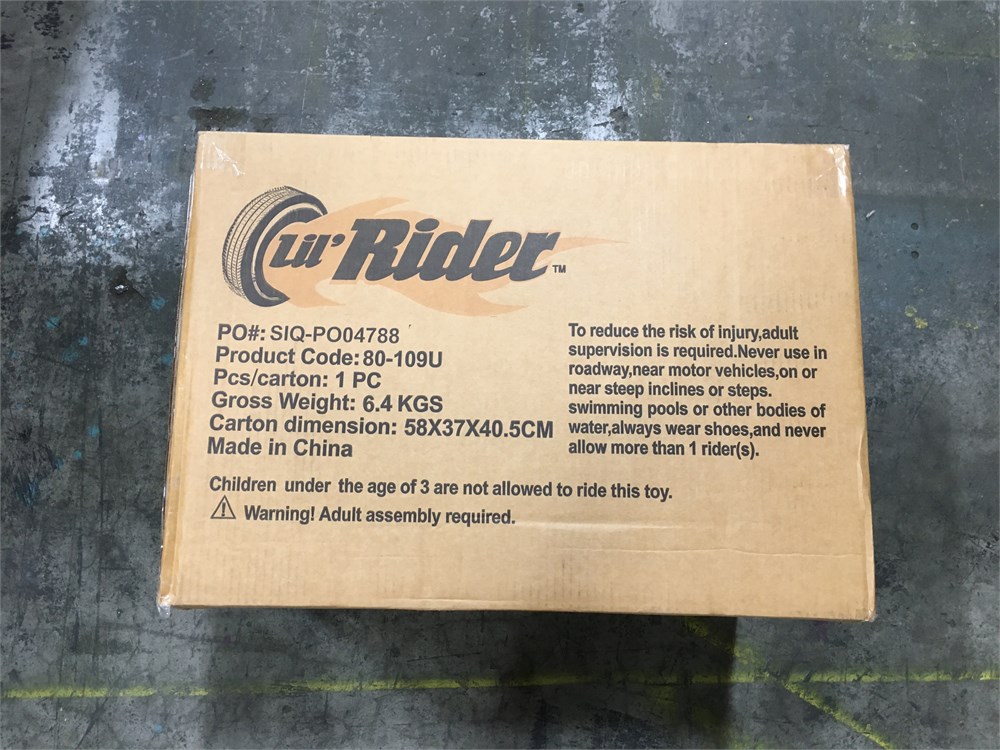 Lil' Rider™
PO#: SIQ-PO04788
Product Code: 80-109U
Pcs/carton: 1 PC
Gross Weight: 6.4 KGS
Carton dimension: 58X37X40.5CM
Made in China
To reduce the risk of injury,adult
supervision is required.Never use in
roadway,near motor vehicles,on or
near steep inclines or steps.
swimming pools or other bodies of
water,always wear shoes,and never
allow more than 1 rider(s).
Children under the age of 3 are not allowed to ride this toy.
Warning! Adult assembly required.